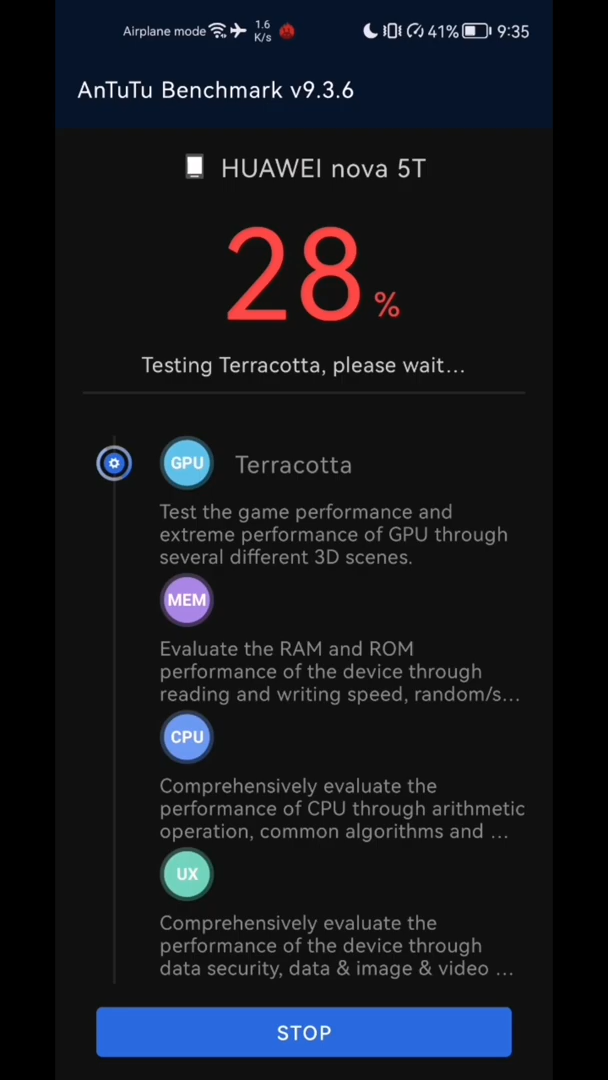 Airplane mode 1.6 K/s 41% 9:35
AnTuTu Benchmark v9.3.6
HUAWEI nova 5T
28%
Testing Terracotta, please wait...
GPU Terracotta
Test the game performance and
extreme performance of GPU through
several different 3D scenes.
MEM
Evaluate the RAM and ROM
performance of the device through
reading and writing speed, random/s...
CPU
Comprehensively evaluate the
performance of CPU through arithmetic
operation, common algorithms and ...
UX
Comprehensively evaluate the
performance of the device through
data security, data & image & video ...
STOP